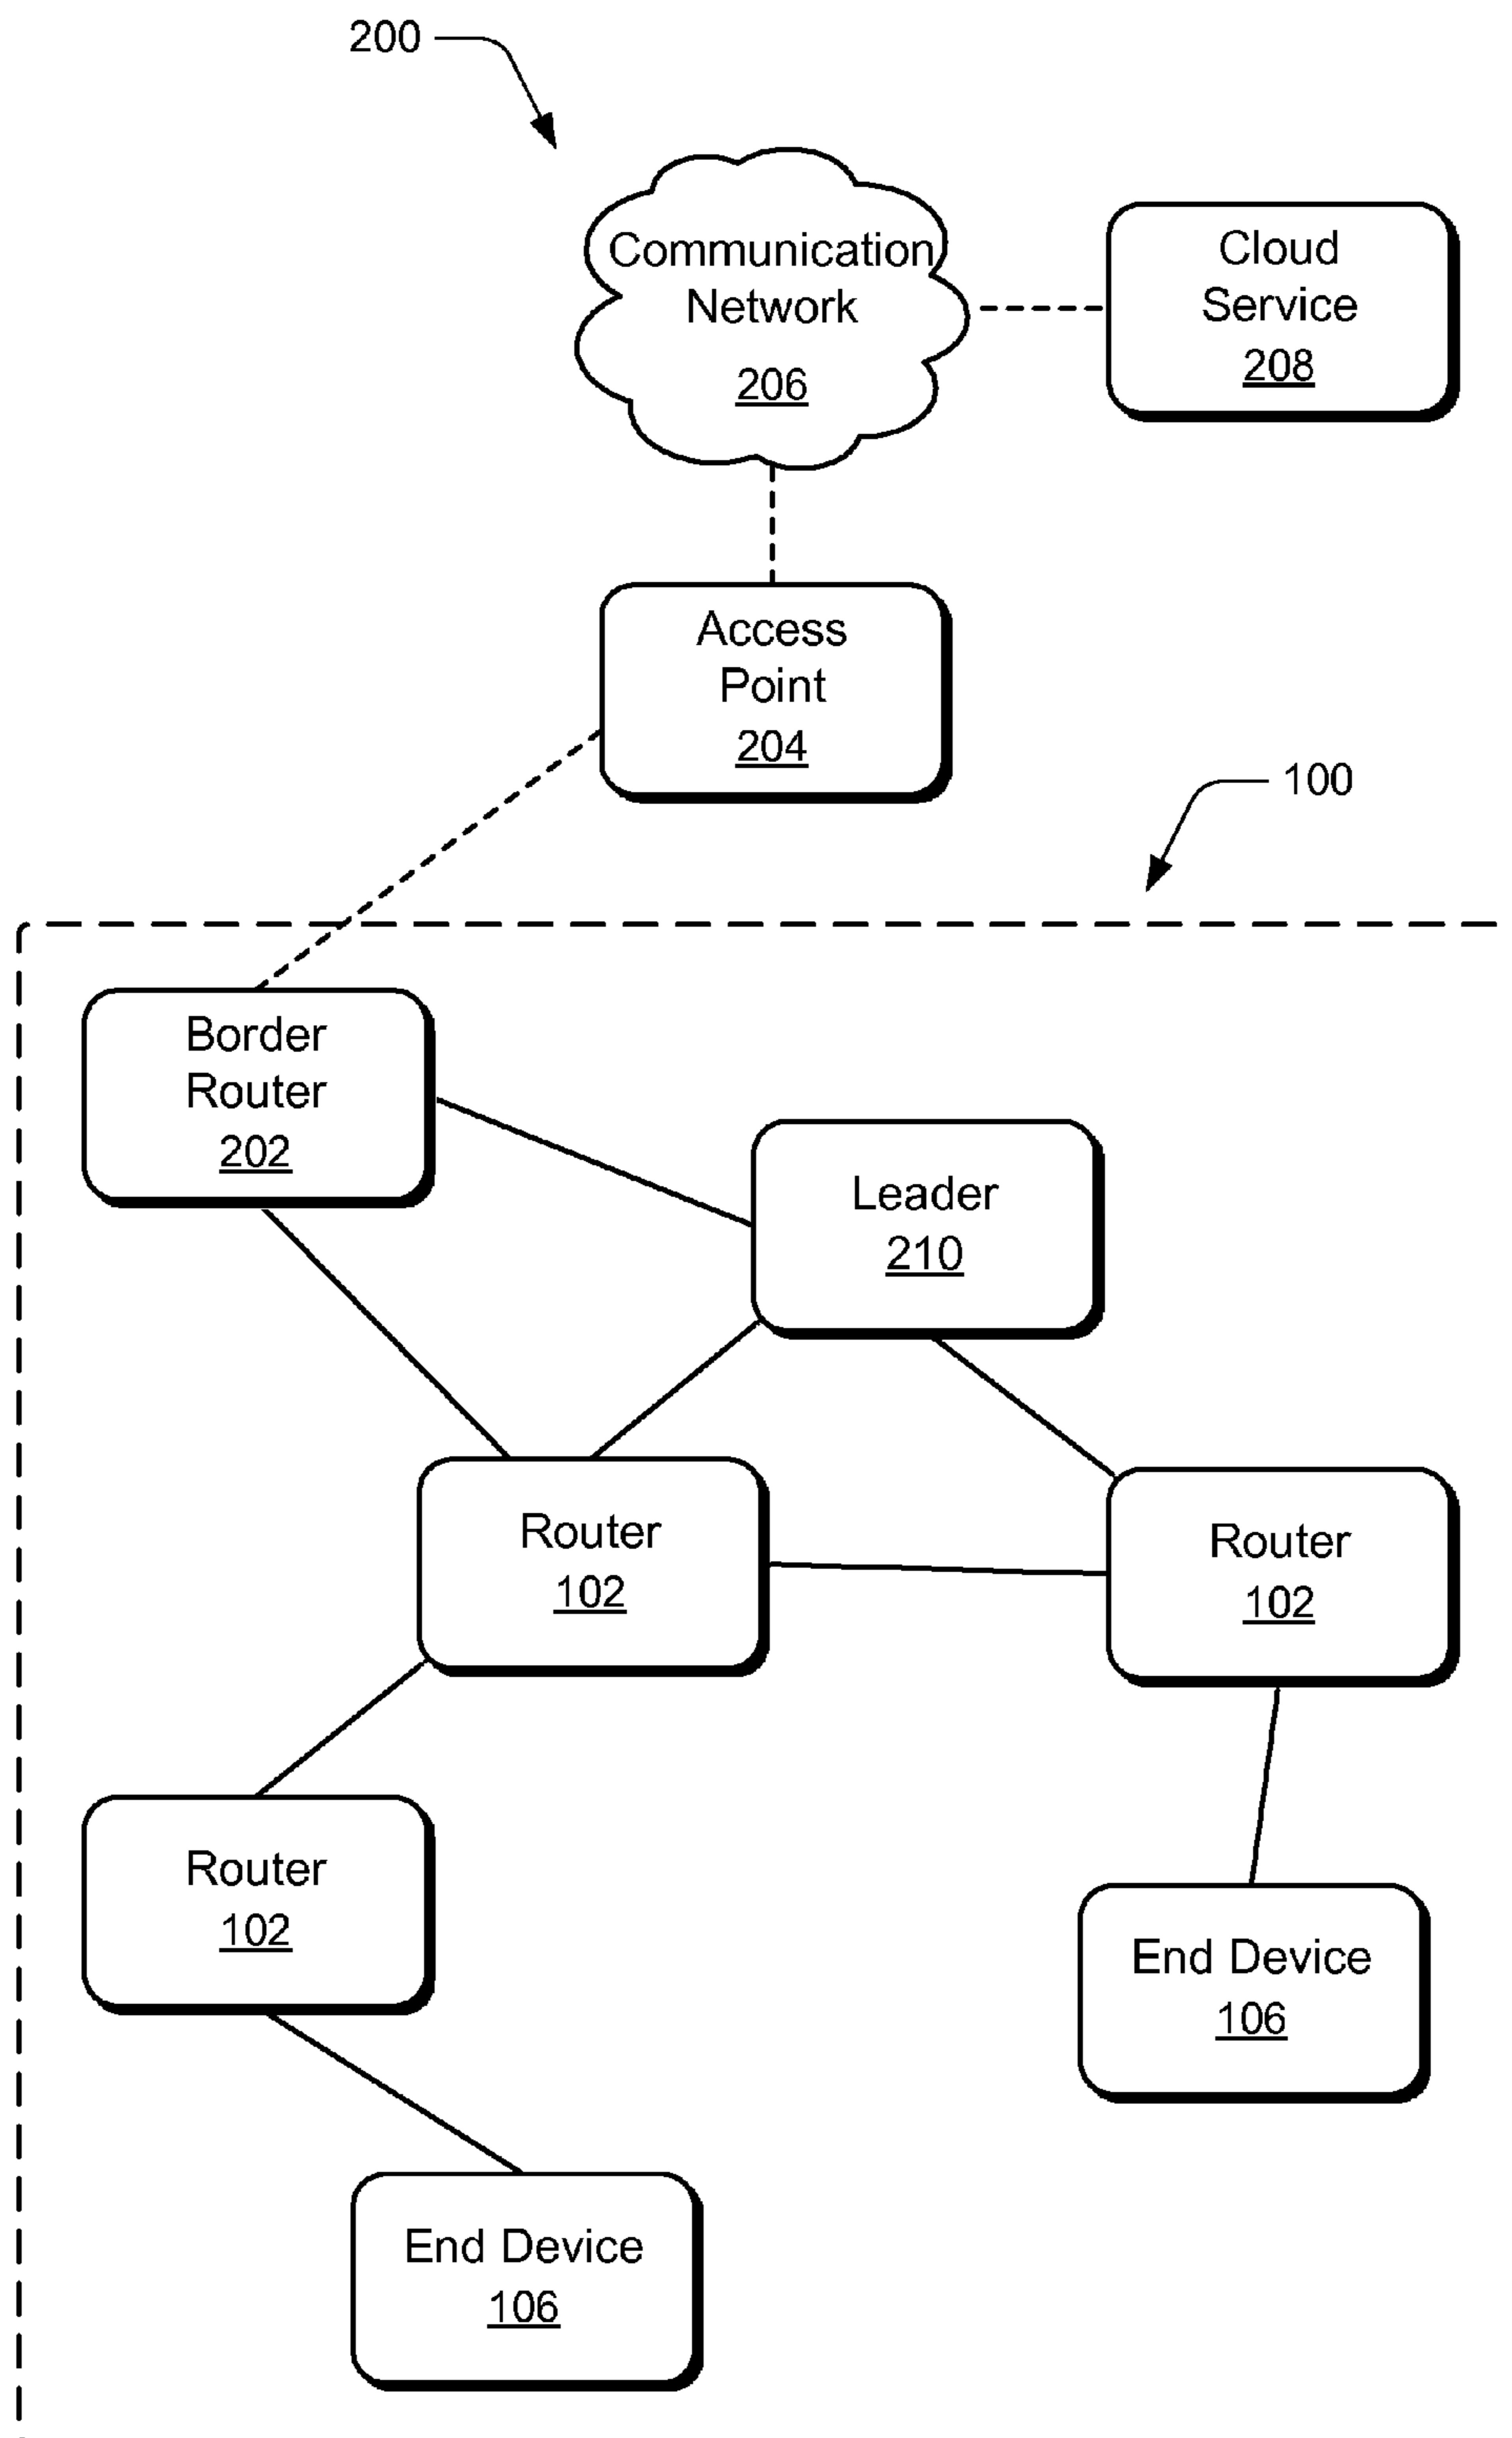 200
Communication
Network
206
Cloud
Service
208
Access
Point
204
100
Border
Router
202
Leader
210
Router
102
Router
102
Router
102
End Device
106
End Device
106